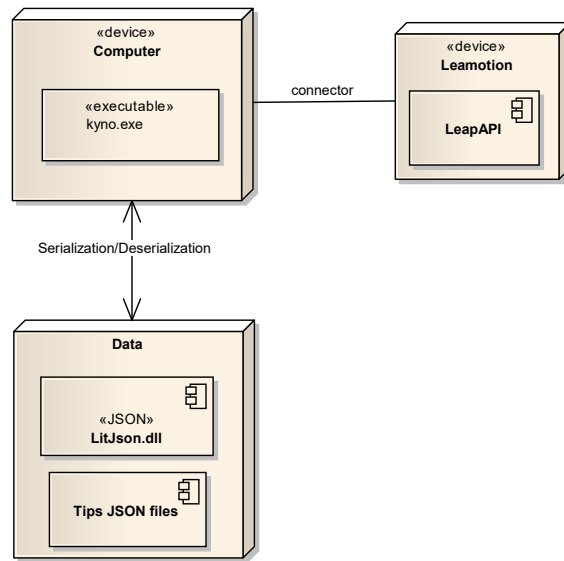 «device»
Computer
«executable»
kyno.exe
connector
«device»
Leamotion
LeapAPI
Serialization/Deserialization
Data
«JSON»
LitJson.dll
Tips JSON files